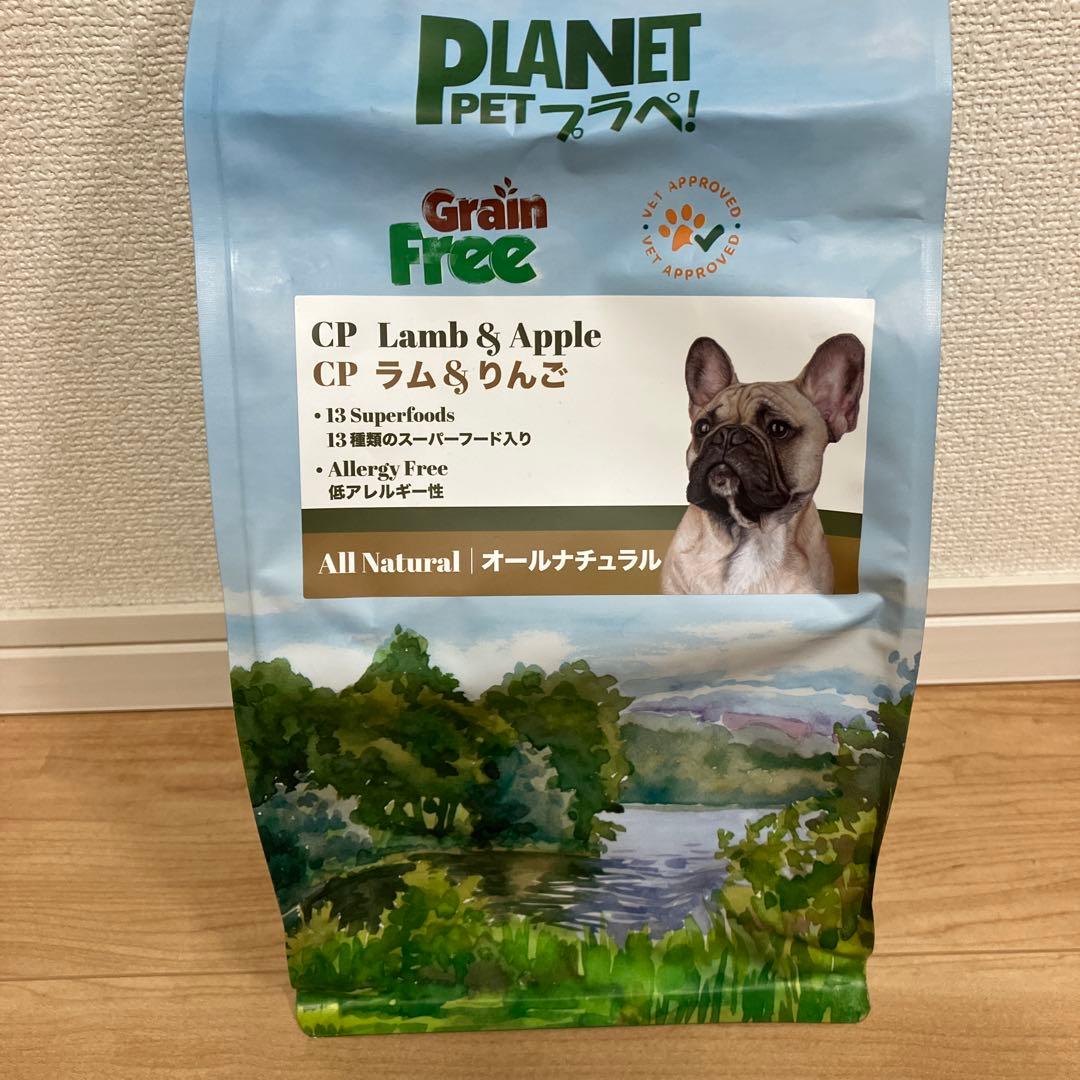 PLANET
PET プラペ!
Grain
Free
VET APPROVED
VET APPROVED
CP Lamb & Apple
CP ラム&りんご
• 13 Superfoods
13種類のスーパーフード入り
• Allergy Free
低アレルギー性
All Natural | オールナチュラル